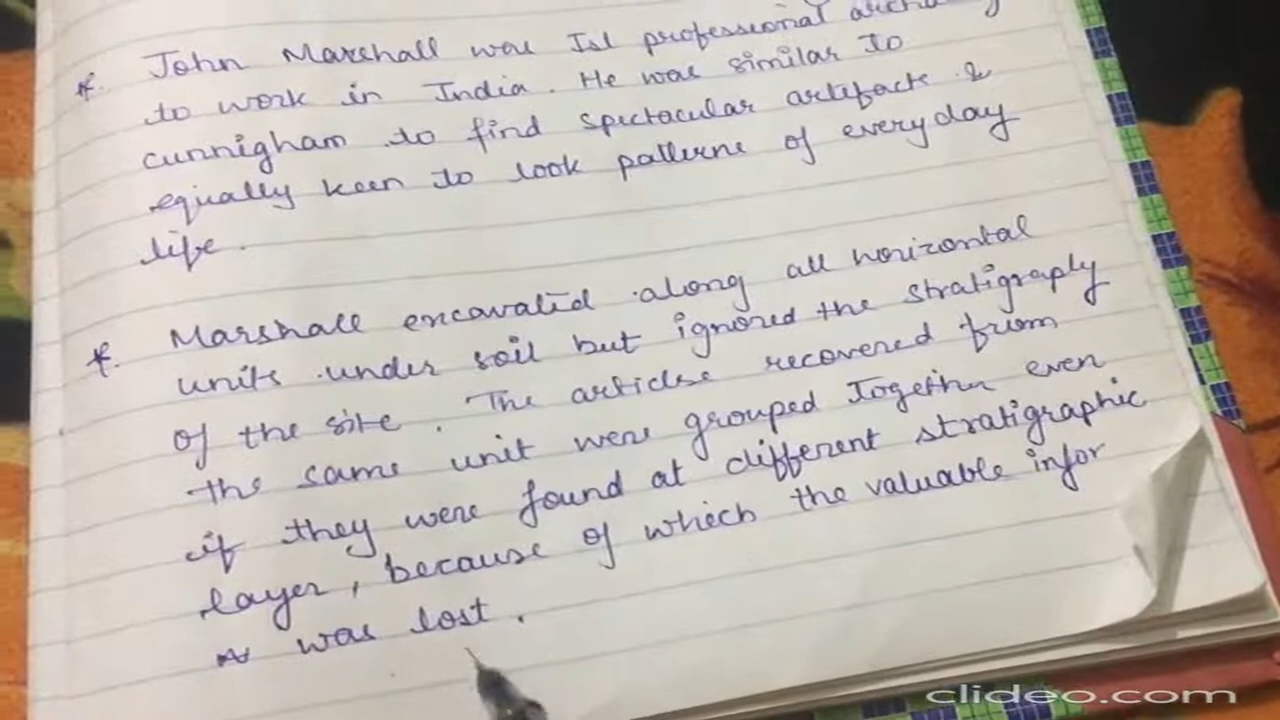 *. John Marshall was Ist professional
to work in India. He was similar to
cunnigham to find spectacular artefacts &
equally keen to look patterns of everyday
life.
*. Marshall encavated along all horizontal
units under soil but ignored the stratigraphy
of the site. The articles recovered from
the same unit were grouped together even
if they were found at different stratigraphic
layer, because of which the valuable infor
was lost.
clideo.com